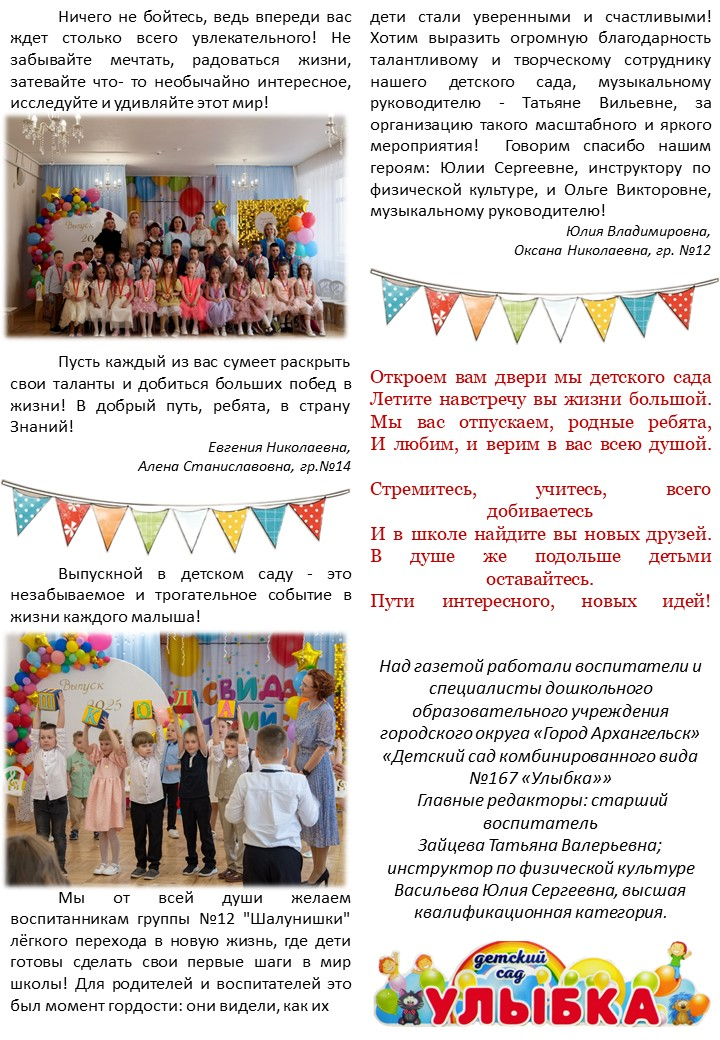 Ничего не бойтесь, ведь впереди вас
ждет столько всего увлекательного! Не
забывайте мечтать, радоваться жизни,
затевайте что- то необычайно интересное,
исследуйте и удивляйте этот мир!
Выпуск
Пусть каждый из вас сумеет раскрыть
свои таланты и добиться больших побед в
жизни! В добрый путь, ребята, в страну
Знаний!
Евгения Николаевна,
Алена Станиславовна, гр.№14
Выпускной в детском саду - это
незабываемое и трогательное событие в
жизни каждого малыша!
Выпуск
2025
СВИДА
Ш К О Л А
Мы от всей души желаем
воспитанникам группы №12 "Шалунишки"
лёгкого перехода в новую жизнь, где дети
готовы сделать свои первые шаги в мир
школы! Для родителей и воспитателей это
был момент гордости: они видели, как их
дети стали уверенными и счастливыми!
Хотим выразить огромную благодарность
талантливому и творческому сотруднику
нашего детского сада, музыкальному
руководителю - Татьяне Вильевне, за
организацию такого масштабного и яркого
мероприятия! Говорим спасибо нашим
героям: Юлии Сергеевне, инструктору по
физической культуре, и Ольге Викторовне,
музыкальному руководителю!
Юлия Владимировна,
Оксана Николаевна, гр. №12
Откроем вам двери мы детского сада
Летите навстречу вы жизни большой.
Мы вас отпускаем, родные ребята,
И любим, и верим в вас всею душой.
Стремитесь, учитесь, всего
добиваетесь
И в школе найдите вы новых друзей.
В душе же подольше детьми
оставайтесь.
Пути интересного, новых идей!
Над газетой работали воспитатели и
специалисты дошкольного
образовательного учреждения
городского округа «Город Архангельск»
«Детский сад комбинированного вида
№167 «Улыбка»»
Главные редакторы: старший
воспитатель
Зайцева Татьяна Валерьевна;
инструктор по физической культуре
Васильева Юлия Сергеевна, высшая
квалификационная категория.
детский
сад
УЛЫБКА